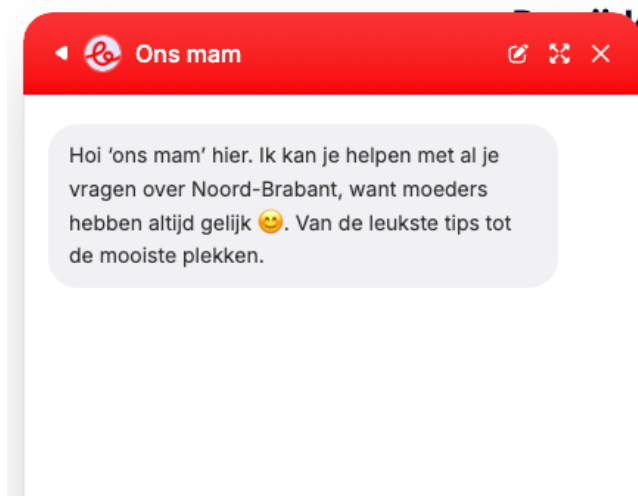 Ons mam
Hoi ‘ons mam’ hier. Ik kan je helpen met al je
vragen over Noord-Brabant, want moeders
hebben altijd gelijk 😊. Van de leukste tips tot
de mooiste plekken.